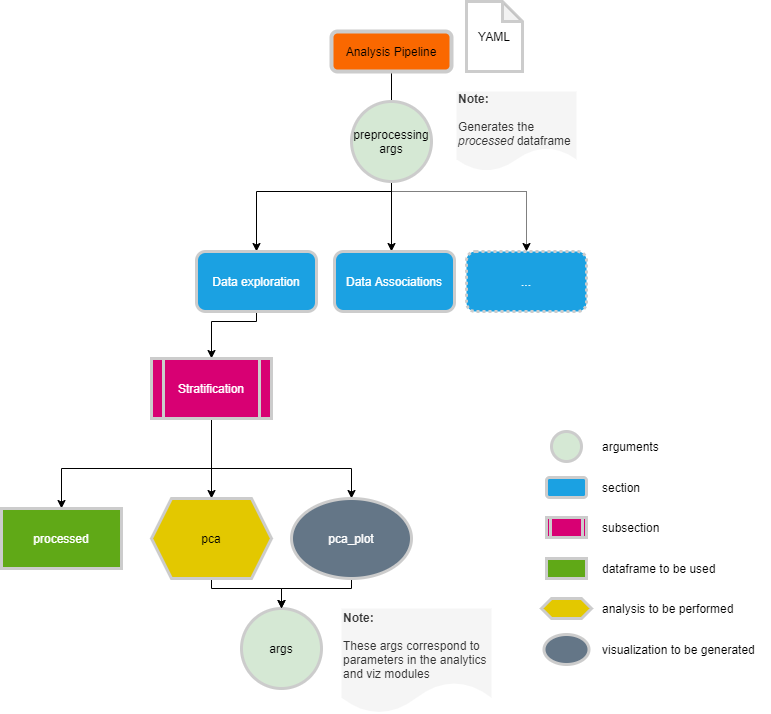 YAML
Analysis Pipeline
Note:
Generates the
processed dataframe
preprocessing
args
Data exploration
Data Associations
...
Stratification
arguments
section
subsection
processed
pca
pca_plot
dataframe to be used
analysis to be performed
visualization to be generated
args
Note:
These args correspond to
parameters in the analytics
and viz modules